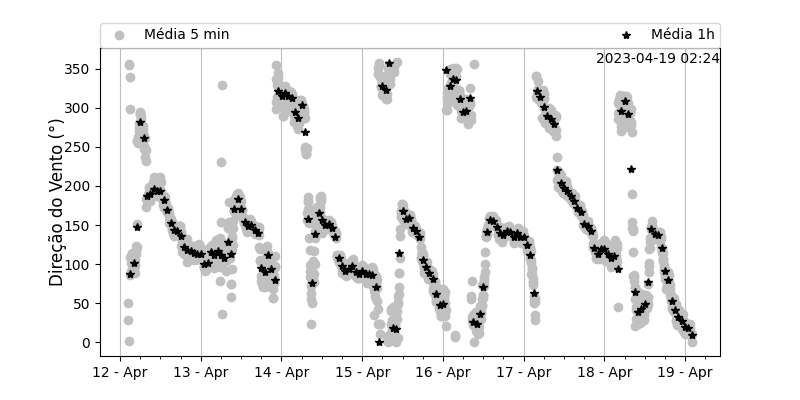 Média 5 min
Média 1h
2023-04-19 02:24
Direção do Vento (°)
350
300
250
200
150
100
50
0
12 - Apr
13 - Apr
14 - Apr
15 - Apr
16 - Apr
17 - Apr
18 - Apr
19 - Apr